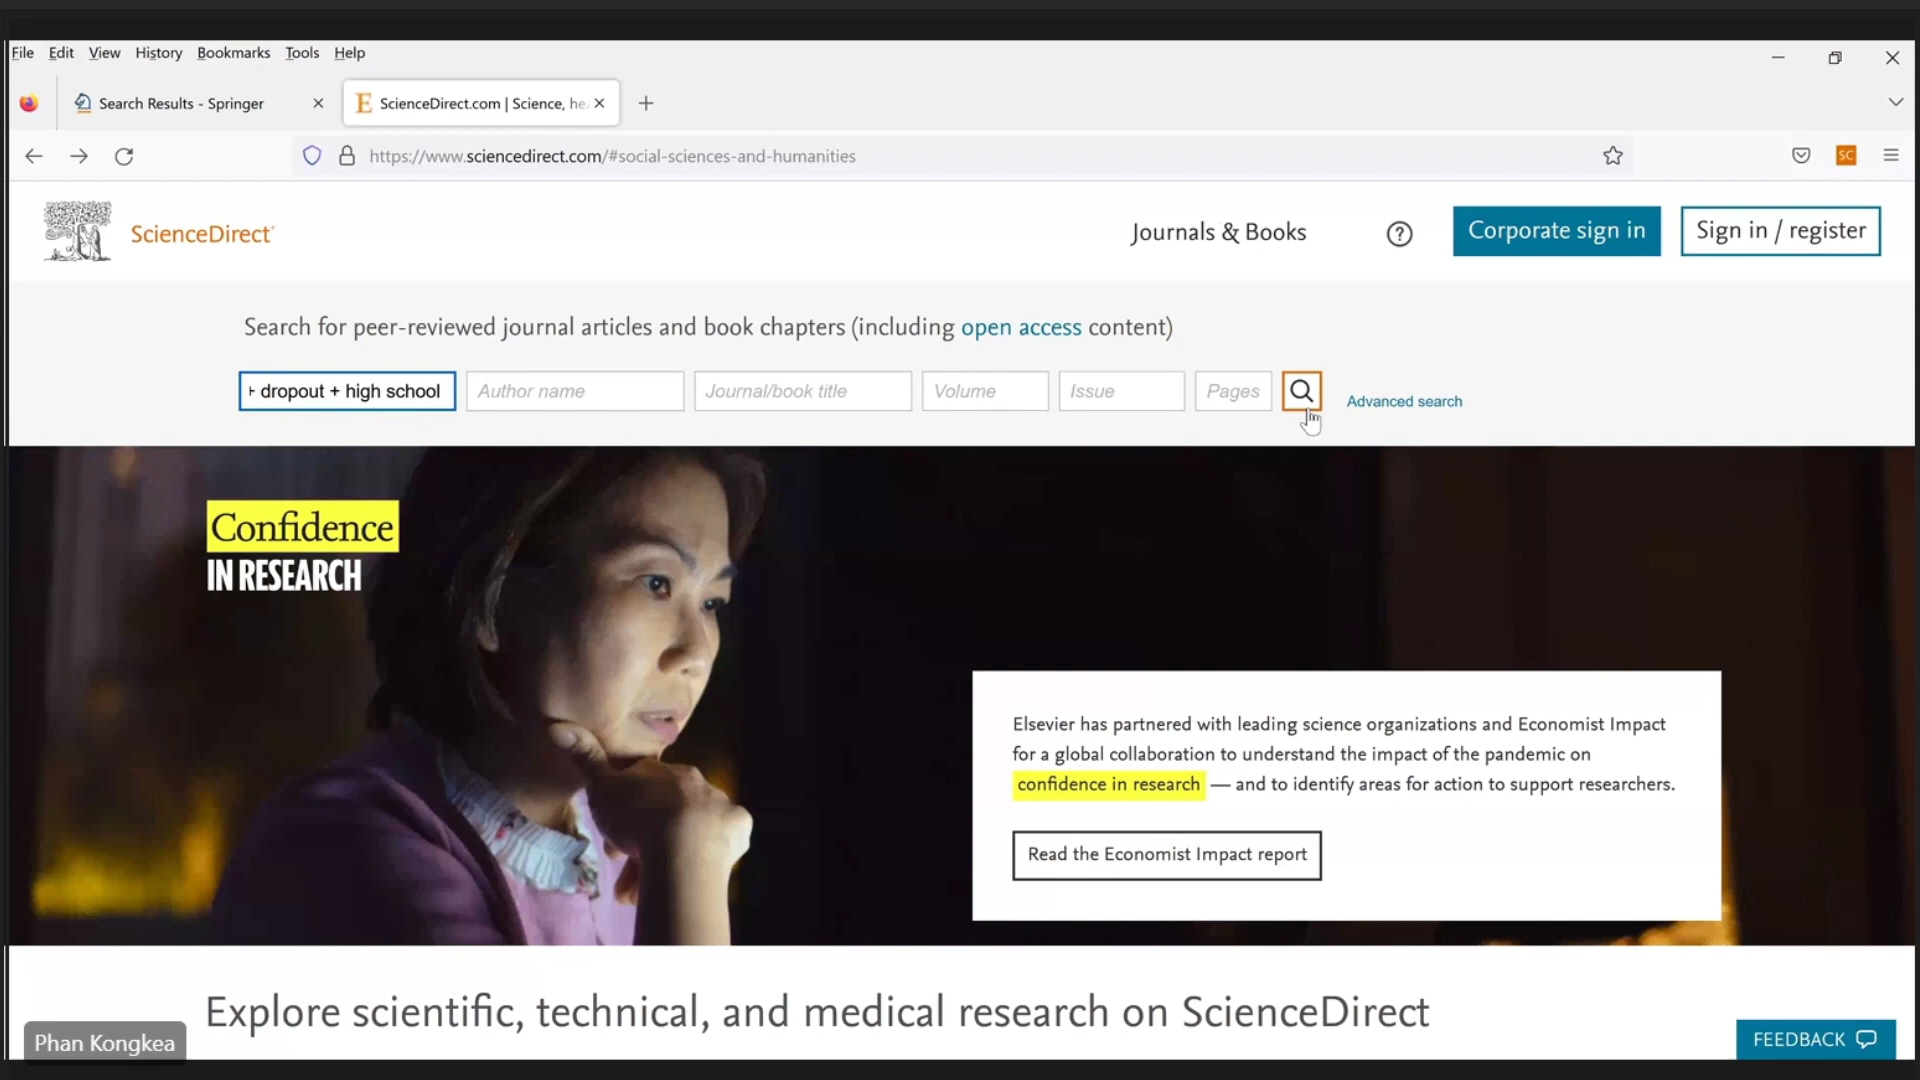 File Edit View History Bookmarks Tools Help
Search Results - Springer
ScienceDirect.com | Science, he
https://www.sciencedirect.com/#social-sciences-and-humanities
SC
ScienceDirect
Journals & Books
?
Corporate sign in
Sign in / register
Search for peer-reviewed journal articles and book chapters (including open access content)
+ dropout + high school
Author name
Journal/book title
Volume
Issue
Pages
Advanced search
Confidence
IN RESEARCH
Elsevier has partnered with leading science organizations and Economist Impact
for a global collaboration to understand the impact of the pandemic on
confidence in research — and to identify areas for action to support researchers.
Read the Economist Impact report
Explore scientific, technical, and medical research on ScienceDirect
Phan Kongkea
FEEDBACK